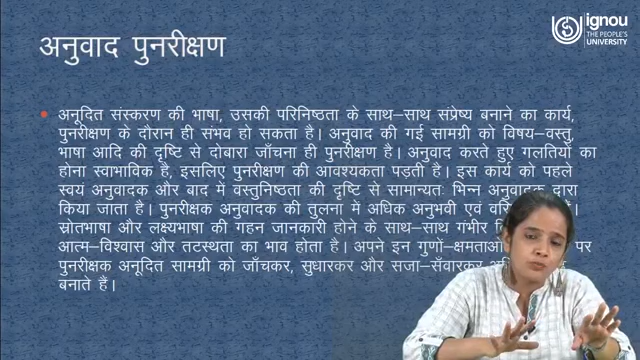 ignou
THE PEOPLE'S
UNIVERSITY
अनुवाद पुनरीक्षण
अनूदित संस्करण की भाषा, उसकी परिनिष्ठता के साथ–साथ संप्रेष्य बनाने का कार्य,
पुनरीक्षण के दौरान ही संभव हो सकता है। अनुवाद की गई सामग्री को विषय–वस्तु,
भाषा आदि की दृष्टि से दोबारा जाँचना ही पुनरीक्षण है। अनुवाद करते हुए गलतियों का
होना स्वाभाविक है, इसलिए पुनरीक्षण की आवश्यकता पड़ती है। इस कार्य को पहले
स्वयं अनुवादक और बाद में वस्तुनिष्ठता की दृष्टि से सामान्यतः भिन्न अनुवादक द्वारा
किया जाता है। पुनरीक्षक अनुवादक की तुलना में अधिक अनुभवी एवं
स्रोतभाषा और लक्ष्यभाषा की गहन जानकारी होने के साथ–साथ गंभीर
आत्म–विश्वास और तटस्थता का भाव होता है। अपने इन गुणों–क्षमताओं पर
पुनरीक्षक अनूदित सामग्री को जाँचकर, सुधारकर और सजा–सँवारकर
बनाते हैं।